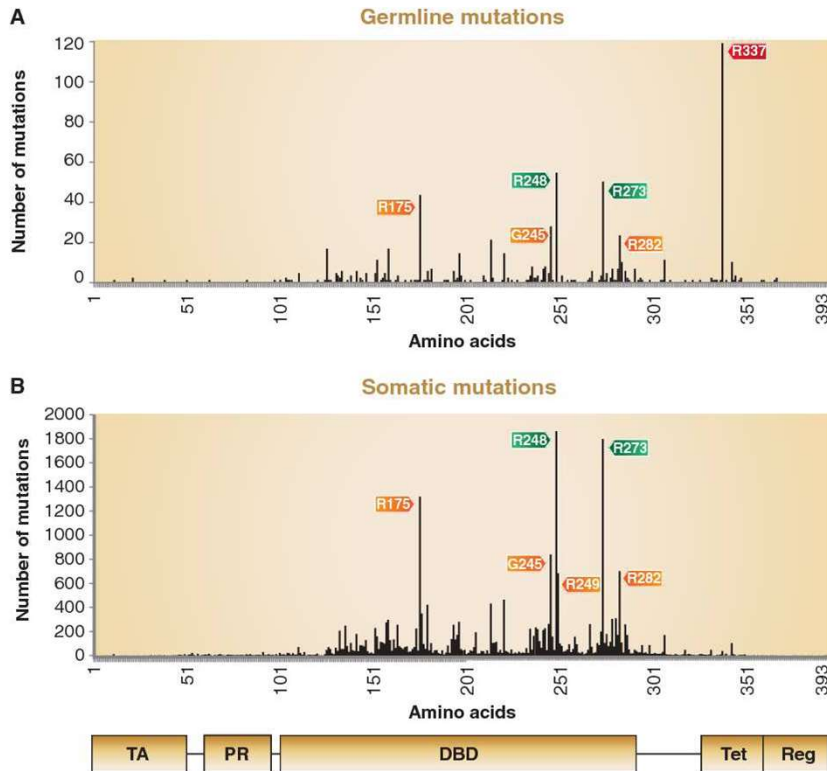 A
Germline mutations
Number of mutations
120
100
80
60
40
20
0
R337
R248
R273
R175
G245
R282
1
51
101
151
201
251
301
351
393
Amino acids
B
Somatic mutations
Number of mutations
2000
1800
1600
1400
1200
1000
800
600
400
200
0
R248
R273
R175
G245
R249
R282
1
51
101
151
201
251
301
351
393
Amino acids
TA PR DBD Tet Reg